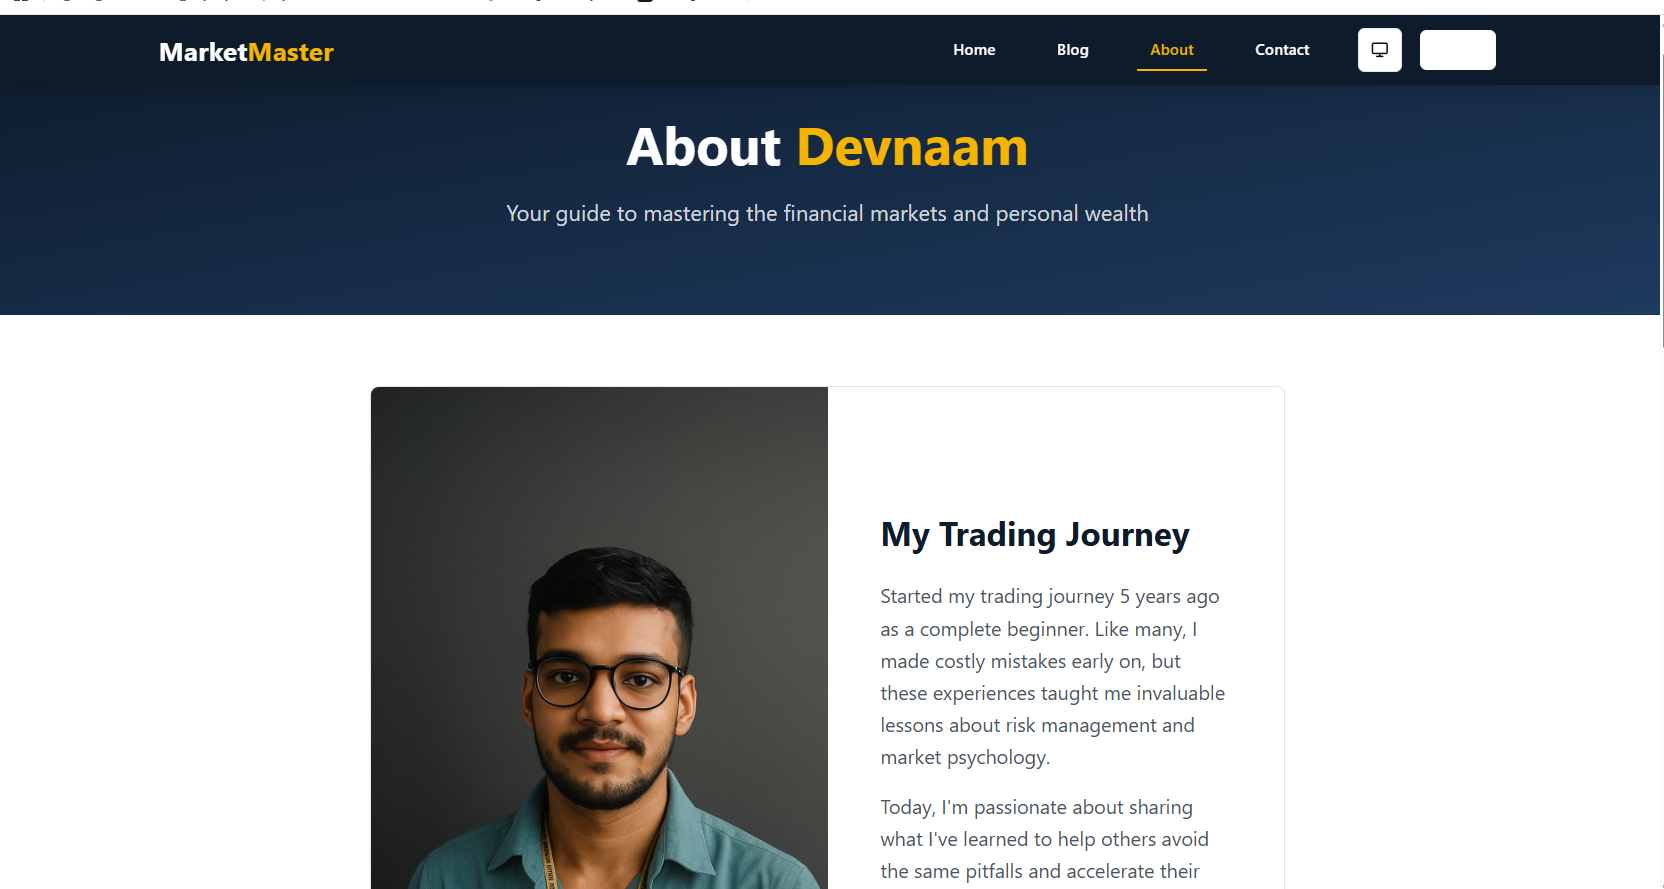 MarketMaster
Home
Blog
About
Contact
About Devnaam
Your guide to mastering the financial markets and personal wealth
My Trading Journey
Started my trading journey 5 years ago
as a complete beginner. Like many, I
made costly mistakes early on, but
these experiences taught me invaluable
lessons about risk management and
market psychology.
Today, I'm passionate about sharing
what I've learned to help others avoid
the same pitfalls and accelerate their